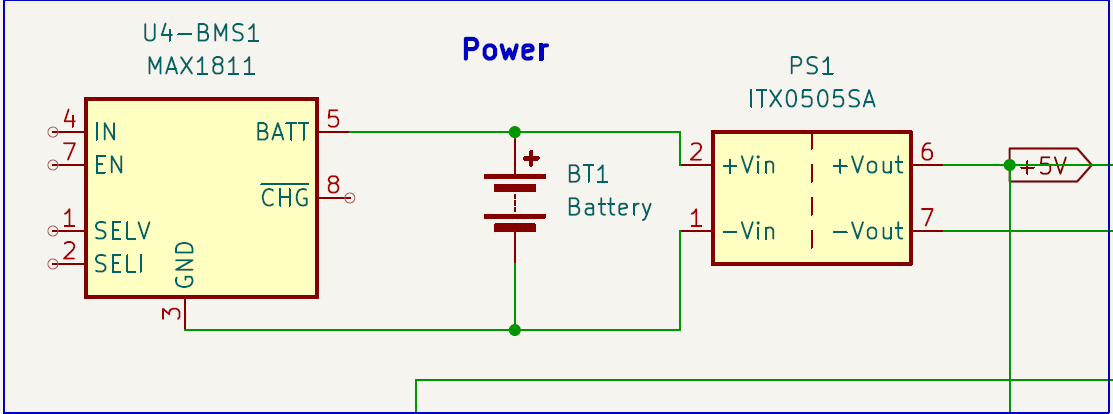 U4-BMS1
MAX1811
Power
PS1
ITX0505SA
4 IN
BATT 5
7 EN
CHG 8
1 SELV
2 SELI
GND
3
+
BT1
Battery
2 +Vin
+Vout 6
+5V
1 -Vin
-Vout 7